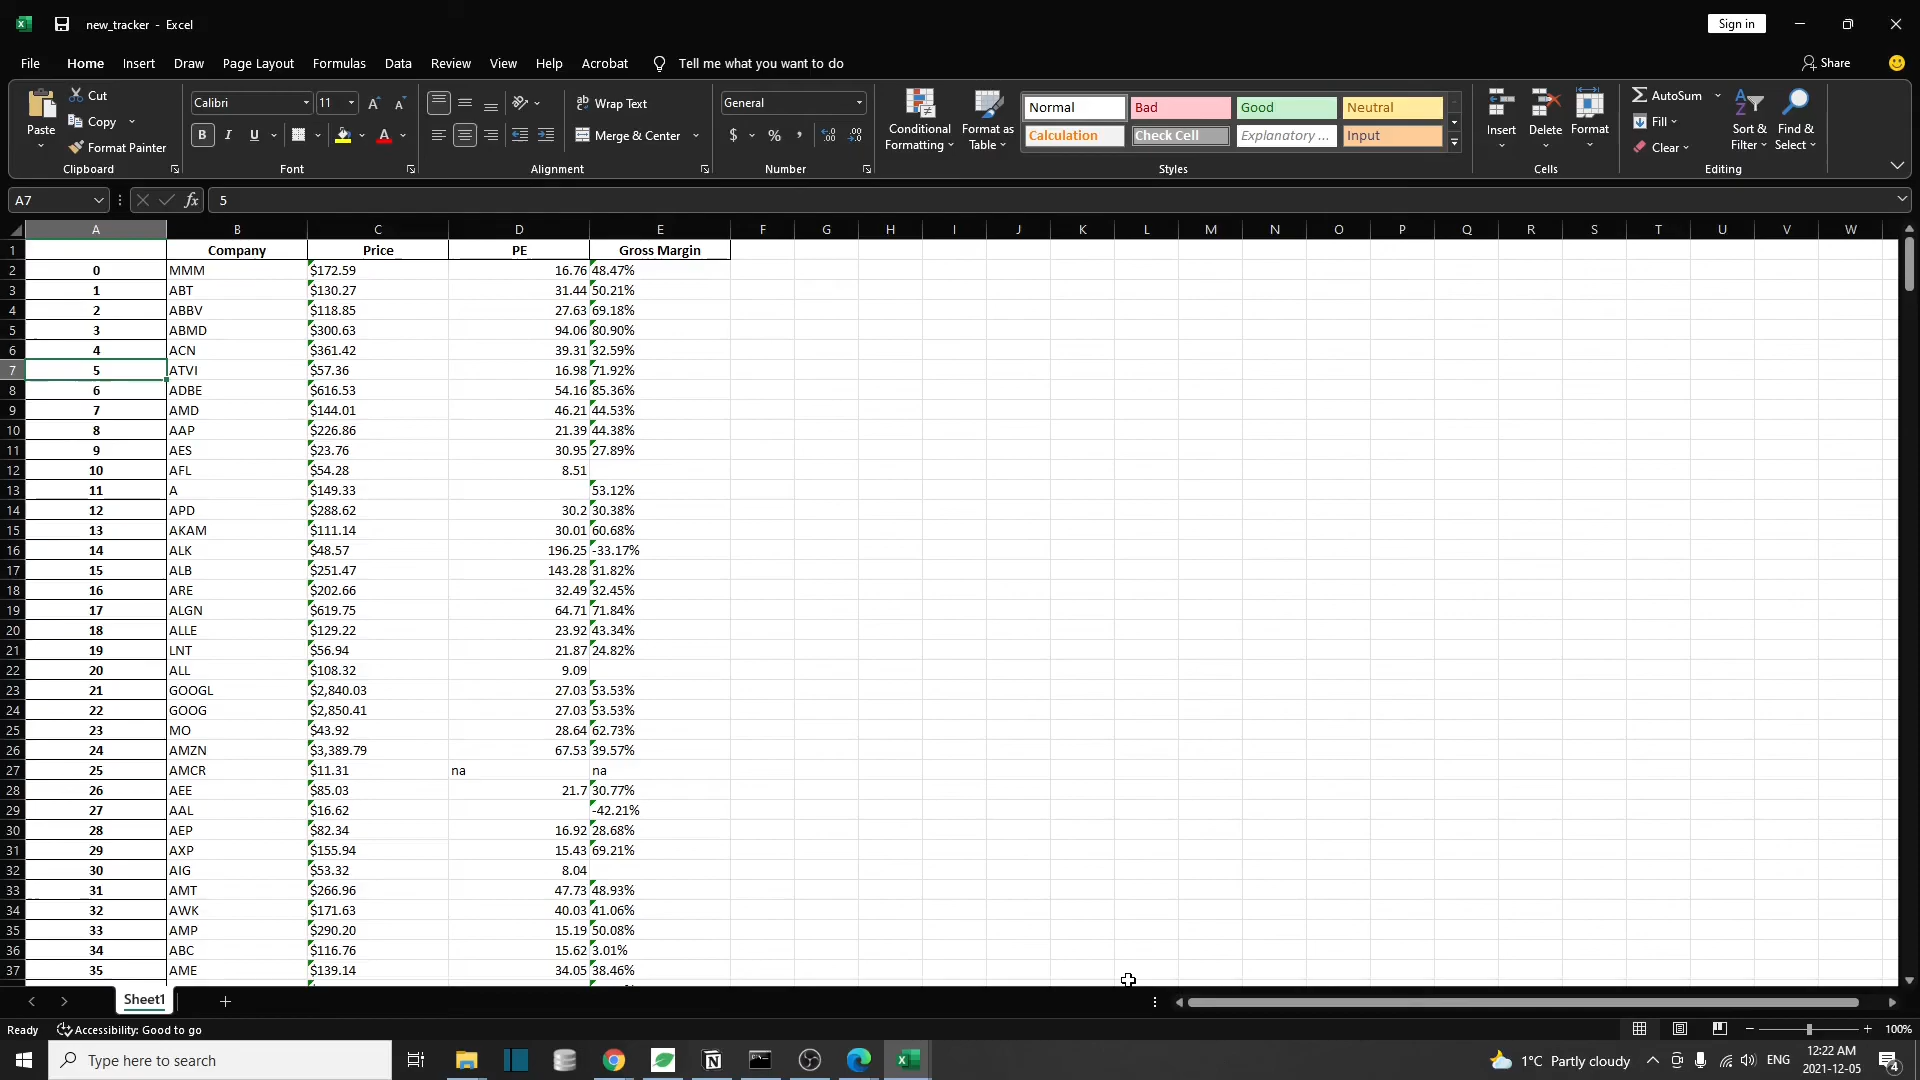 new_tracker - Excel
Sign in
File Home Insert Draw Page Layout Formulas Data Review View Help Acrobat Tell me what you want to do Share
Paste
Cut
Copy
Format Painter
Clipboard
Calibri 11
B I U
Font
Wrap Text
Merge & Center
Alignment
General
$ % ,
Number
Conditional Formatting
Format as Table
Normal Bad Good Neutral
Calculation Check Cell Explanatory ... Input
Styles
Insert Delete Format
Cells
AutoSum
Fill
Clear
Sort & Filter
Find & Select
Editing
A7 fx 5
A B C D E F G H I J K L M N O P Q R S T U V W
1 Company Price PE Gross Margin
2 0 MMM $172.59 16.76 48.47%
3 1 ABT $130.27 31.44 50.21%
4 2 ABBV $118.85 27.63 69.18%
5 3 ABMD $300.63 94.06 80.90%
6 4 ACN $361.42 39.31 32.59%
7 5 ATVI $57.36 16.98 71.92%
8 6 ADBE $616.53 54.16 85.36%
9 7 AMD $144.01 46.21 44.53%
10 8 AAP $226.86 21.39 44.38%
11 9 AES $23.76 30.95 27.89%
12 10 AFL $54.28 8.51
13 11 A $149.33 53.12%
14 12 APD $288.62 30.2 30.38%
15 13 AKAM $111.14 30.01 60.68%
16 14 ALK $48.57 196.25 -33.17%
17 15 ALB $251.47 143.28 31.82%
18 16 ARE $202.66 32.49 32.45%
19 17 ALGN $619.75 64.71 71.84%
20 18 ALLE $129.22 23.92 43.34%
21 19 LNT $56.94 21.87 24.82%
22 20 ALL $108.32 9.09
23 21 GOOGL $2,840.03 27.03 53.53%
24 22 GOOG $2,850.41 27.03 53.53%
25 23 MO $43.92 28.64 62.73%
26 24 AMZN $3,389.79 67.53 39.57%
27 25 AMCR $11.31 na na
28 26 AEE $85.03 21.7 30.77%
29 27 AAL $16.62 -42.21%
30 28 AEP $82.34 16.92 28.68%
31 29 AXP $155.94 15.43 69.21%
32 30 AIG $53.32 8.04
33 31 AMT $266.96 47.73 48.93%
34 32 AWK $171.63 40.03 41.06%
35 33 AMP $290.20 15.19 50.08%
36 34 ABC $116.76 15.62 3.01%
37 35 AME $139.14 34.05 38.46%
Sheet1
Ready Accessibility: Good to go 100%
Type here to search
1°C Partly cloudy ENG
12:22 AM
2021-12-05
4